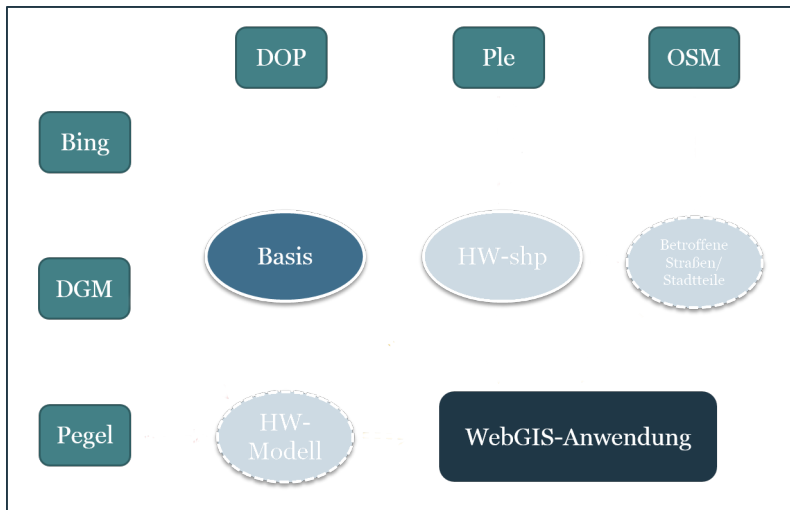 DOP
Ple
OSM
Bing
Basis
HW-shp
Betroffene
Straßen/
Stadtteile
DGM
Pegel
HW-
Modell
WebGIS-Anwendung